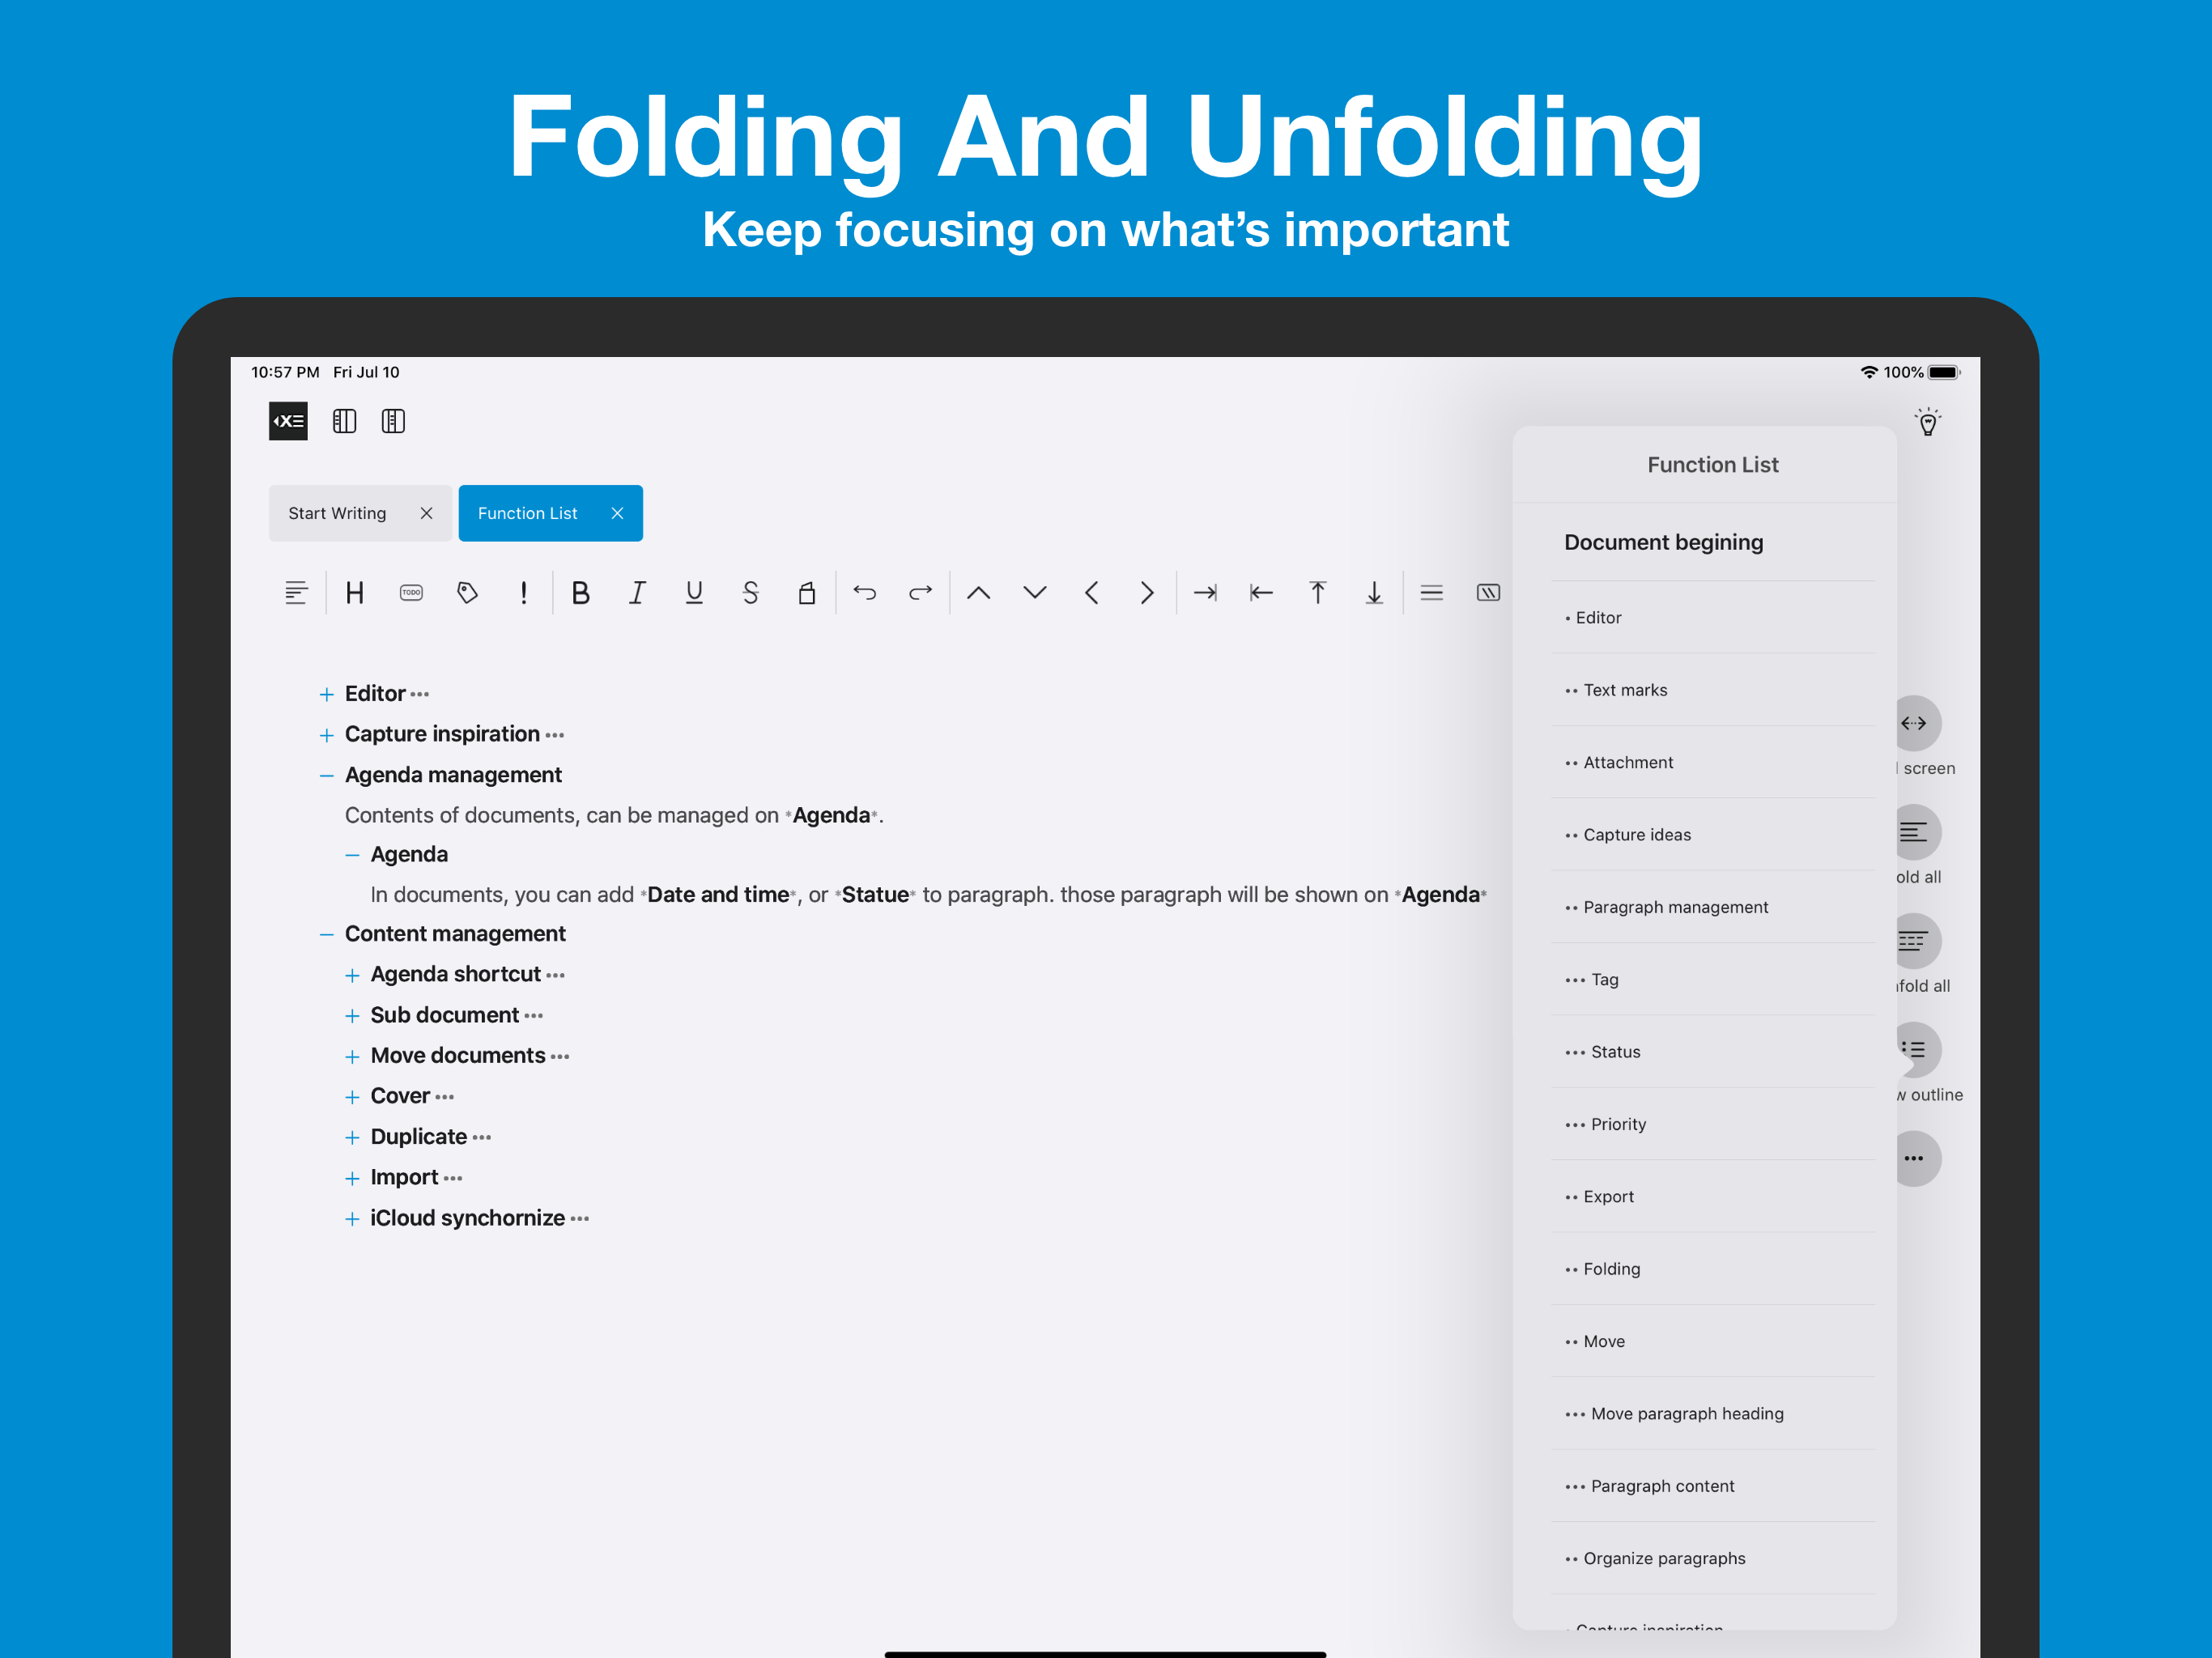 Folding And Unfolding
Keep focusing on what’s important
10:57 PM Fri Jul 10
100%
Start Writing
Function List
H
TODO
!
B I U S
+ Editor •••
+ Capture inspiration •••
− Agenda management
Contents of documents, can be managed on *Agenda*.
− Agenda
In documents, you can add *Date and time*, or *Statue* to paragraph. those paragraph will be shown on *Agenda*
− Content management
+ Agenda shortcut •••
+ Sub document •••
+ Move documents •••
+ Cover •••
+ Duplicate •••
+ Import •••
+ iCloud synchornize •••
Function List
Document begining
• Editor
•• Text marks
•• Attachment
•• Capture ideas
•• Paragraph management
••• Tag
••• Status
••• Priority
•• Export
•• Folding
•• Move
••• Move paragraph heading
••• Paragraph content
•• Organize paragraphs
• Capture inspiration
screen
old all
fold all
w outline